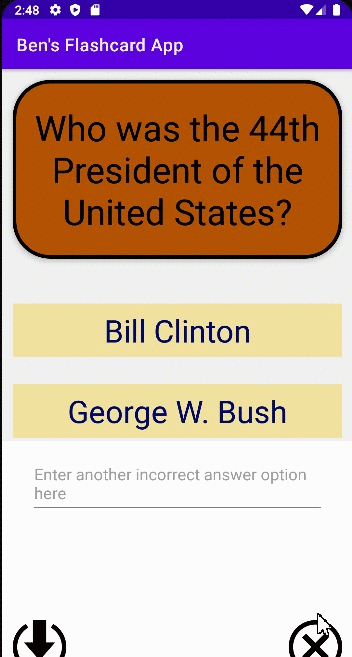 2:48
Ben's Flashcard App
Who was the 44th
President of the
United States?
Bill Clinton
George W. Bush
Enter another incorrect answer option
here